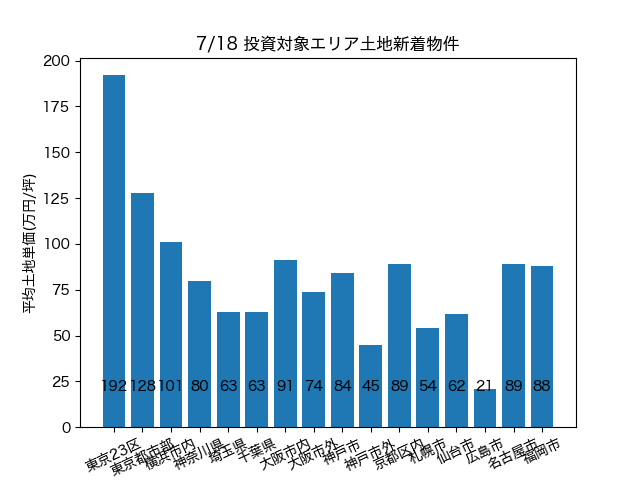 7/18 投資対象エリア土地新着物件
平均土地単価(万円/坪)
200
175
150
125
100
75
50
25
0
192 128 101 80 63 63 91 74 84 45 89 54 62 21 89 88
東京23区 東京都市部 横浜市内 神奈川県 埼玉県 千葉県 大阪市内 大阪市外 神戸市 神戸市外 京都区内 札幌市 仙台市 広島市 名古屋市 福岡市